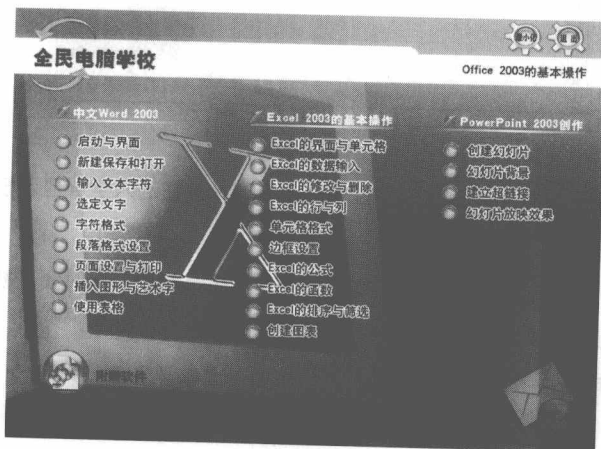 最小化
退出
全民电脑学校
Office 2003的基本操作
中文Word 2003
启动与界面
新建保存和打开
输入文本字符
选定文字
字符格式
段落格式设置
页面设置与打印
插入图形与艺术字
使用表格
Excel 2003的基本操作
Excel的界面与单元格
Excel的数据输入
Excel的修改与删除
Excel的行与列
单元格格式
边框设置
Excel的公式
Excel的函数
Excel的排序与筛选
创建图表
PowerPoint 2003创作
创建幻灯片
幻灯片背景
建立超链接
幻灯片放映效果
附赠软件